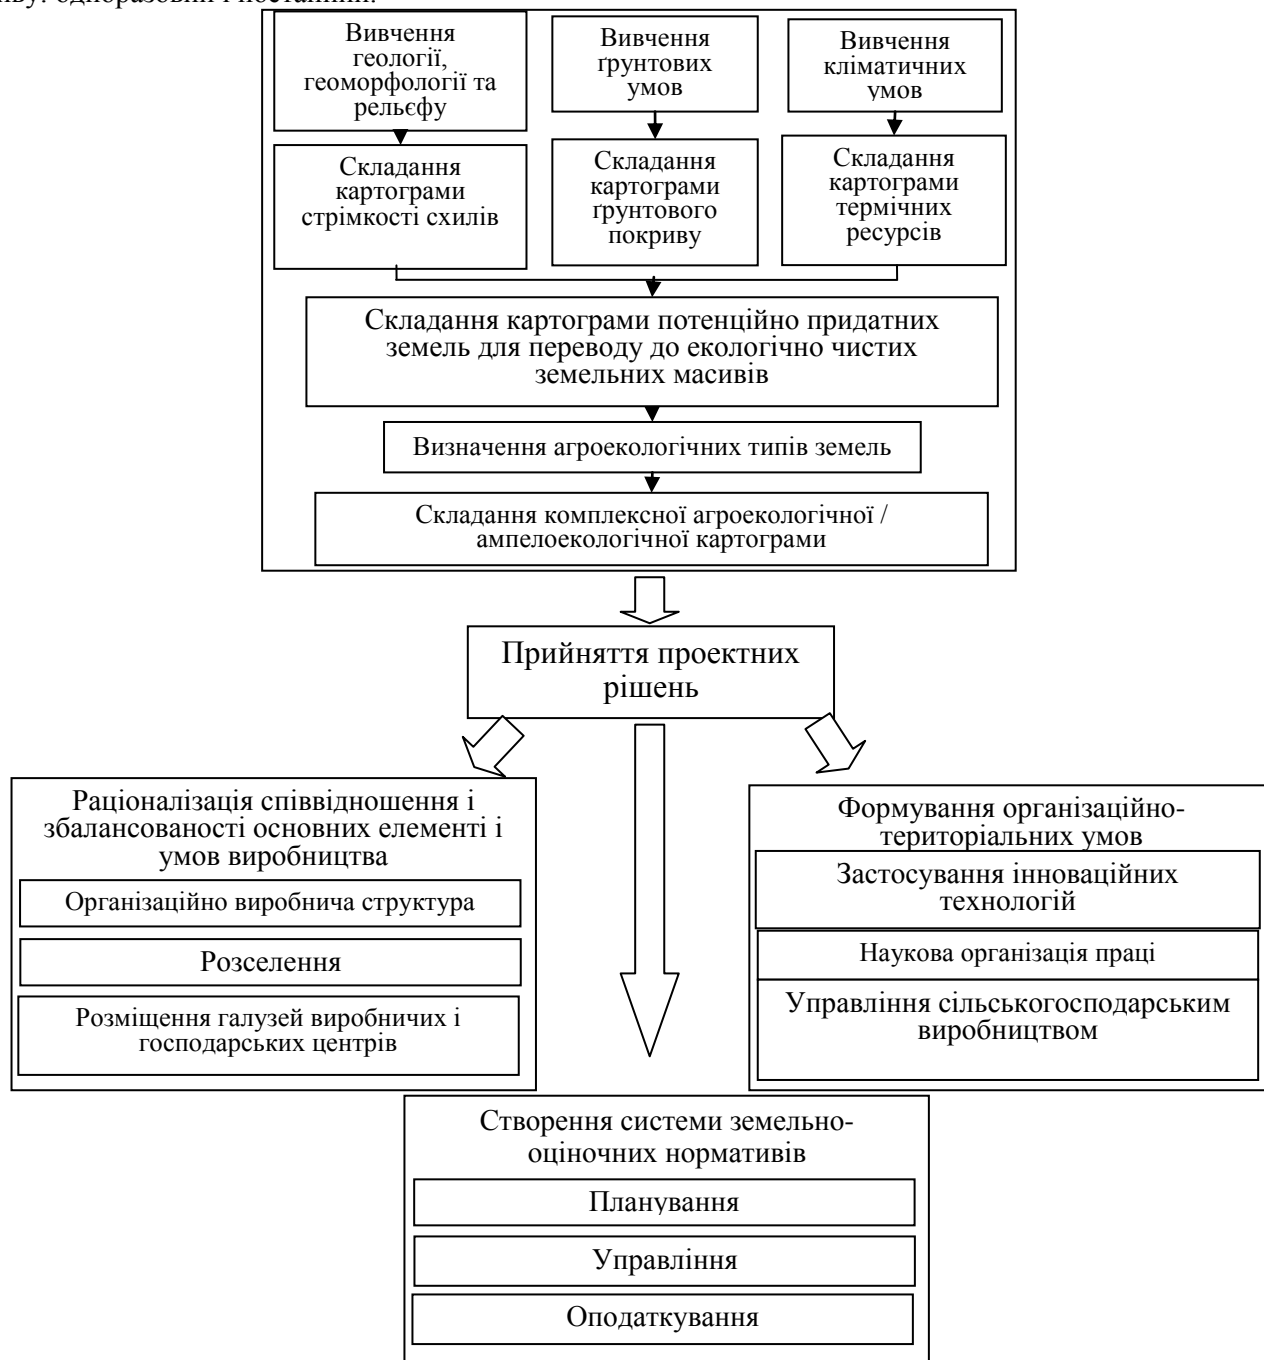 Вивчення
геології,
геоморфології та
рельєфу
Вивчення
ґрунтових
умов
Вивчення
кліматичних
умов
Складання
картограми
стрімкості схилів
Складання
картограми
ґрунтового
покриву
Складання
картограми
термічних
ресурсів
Складання картограми потенційно придатних
земель для переводу до екологічно чистих
земельних масивів
Визначення агроекологічних типів земель
Складання комплексної агроекологічної /
ампелоекологічної картограми
Прийняття проектних
рішень
Раціоналізація співвідношення і
збалансованості основних елементі і
умов виробництва
Організаційно виробнича структура
Розселення
Розміщення галузей виробничих і
господарських центрів
Формування організаційно-
територіальних умов
Застосування інноваційних
технологій
Наукова організація праці
Управління сільськогосподарським
виробництвом
Створення системи земельно-
оціночних нормативів
Планування
Управління
Оподаткування